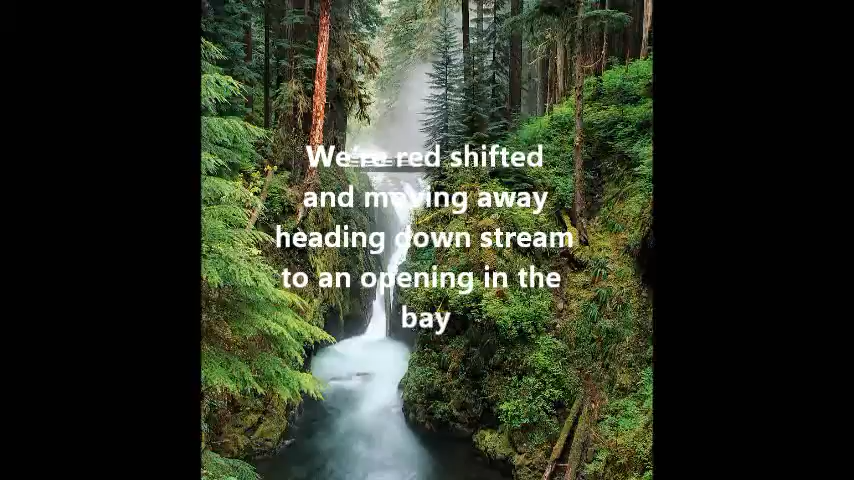 We're red shifted
and moving away
heading down stream
to an opening in the
bay